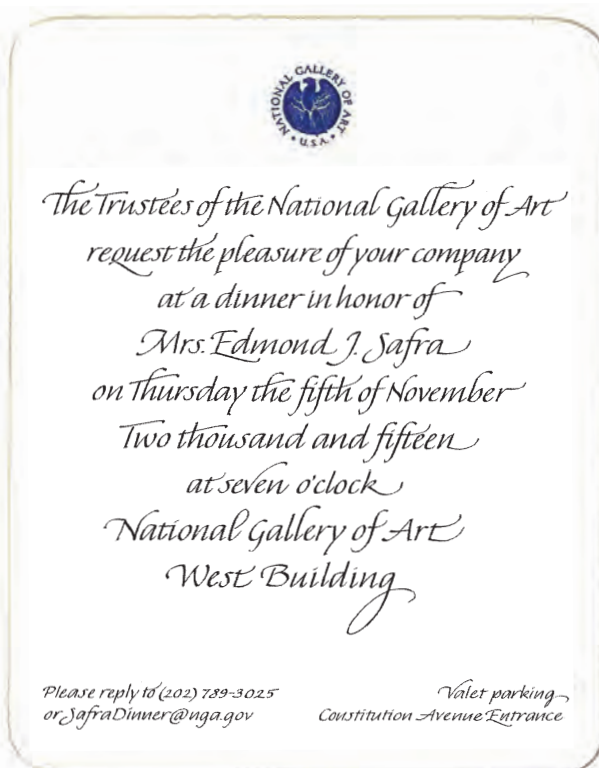 NATIONAL GALLERY OF ART
• U.S.A. •
The Trustees of the National Gallery of Art
request the pleasure of your company
at a dinner in honor of
Mrs. Edmond J. Safra
on Thursday the fifth of November
Two thousand and fifteen
at seven o'clock
National Gallery of Art
West Building
Please reply to (202) 789-3025
or SafraDinner@nga.gov
Valet parking
Constitution Avenue Entrance